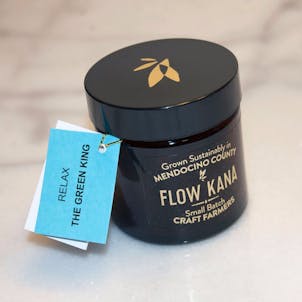 Grown Sustainably in
MENDOCINO COUNTY
FLOW KANA
Small Batch
CRAFT FARMERS
RELAX
THE GREEN KING